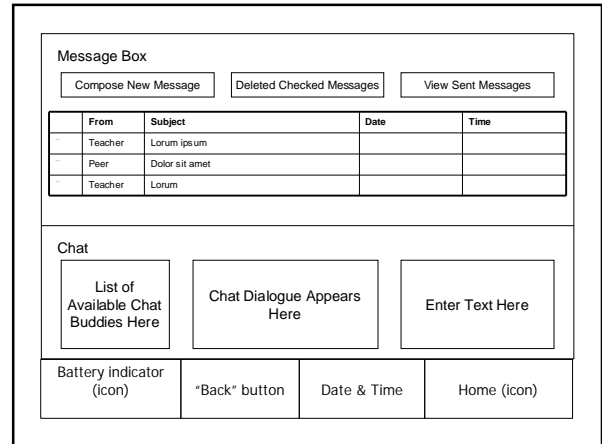 Message Box
Compose New Message Deleted Checked Messages View Sent Messages
From Subject Date Time
Teacher Lorum ipsum
Peer Dolor sit amet
Teacher Lorum
Chat
List of
Available Chat
Buddies Here
Chat Dialogue Appears
Here
Enter Text Here
Battery indicator
(icon)
“Back” button
Date & Time
Home (icon)